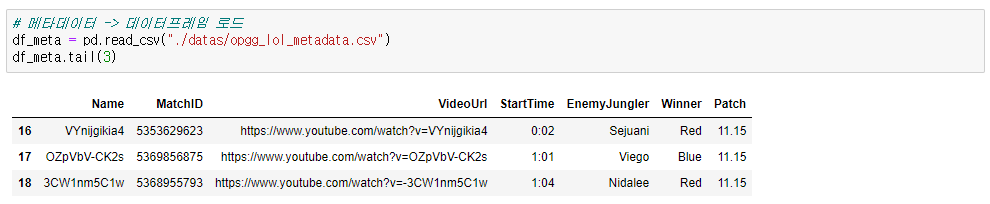 # 메타데이터 -> 데이터프레임 로드
df_meta = pd.read_csv("./datas/opgg_lol_metadata.csv")
df_meta.tail(3)
Name MatchID VideoUrl StartTime EnemyJungler Winner Patch
16 VYnijgikia4 5353629623 https://www.youtube.com/watch?v=VYnijgikia4 0:02 Sejuani Red 11.15
17 OZpVbV-CK2s 5369856875 https://www.youtube.com/watch?v=OZpVbV-CK2s 1:01 Viego Blue 11.15
18 3CW1nm5C1w 5368955793 https://www.youtube.com/watch?v=-3CW1nm5C1w 1:04 Nidalee Red 11.15